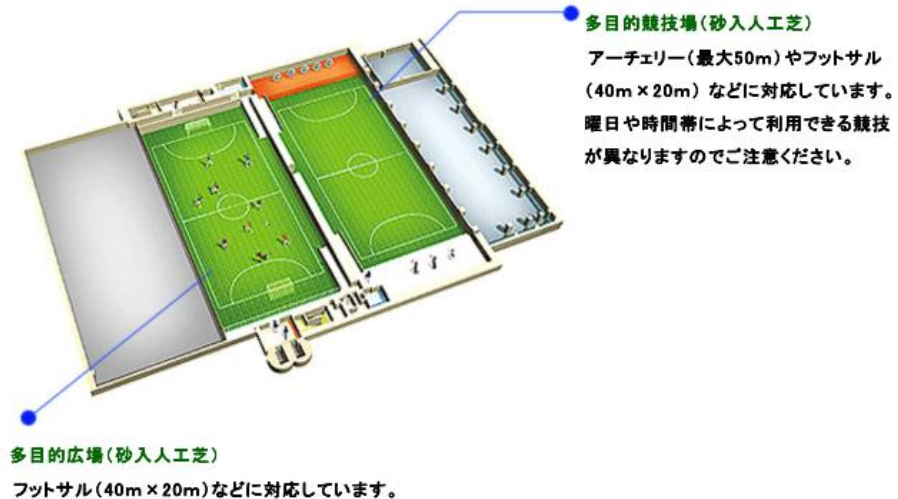 多目的競技場(砂入人工芝)
アーチェリー(最大50m)やフットサル
(40m×20m) などに対応しています。
曜日や時間帯によって利用できる競技
が異なりますのでご注意ください。
多目的広場(砂入人工芝)
フットサル(40m×20m)などに対応しています。